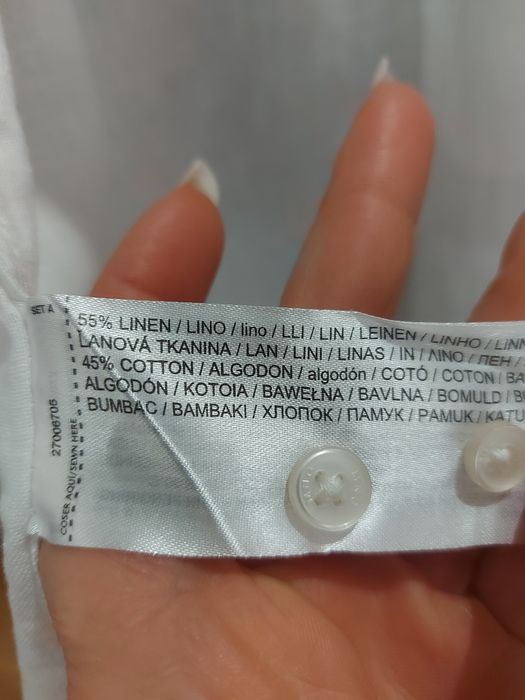 SET A
55% LINEN / LINO / lino / LLI / LIN / LEINEN / LINHO / LINN
LANOVÁ TKANINA / LAN / LINI / LINAS / IN / ΛΙΝΟ / ЛЕН /
45% COTTON / ALGODON / algodón / COTÓ / COTON / BA
ALGODÓN / KOTOIA / BAWEŁNA / BAVLNA / BOMULD / B
BUMBAC / BAMBAKI / ХЛОПОК / ПАМУК / PAMUK / KATU
27006705
COSER AQUI/SEWN HERE